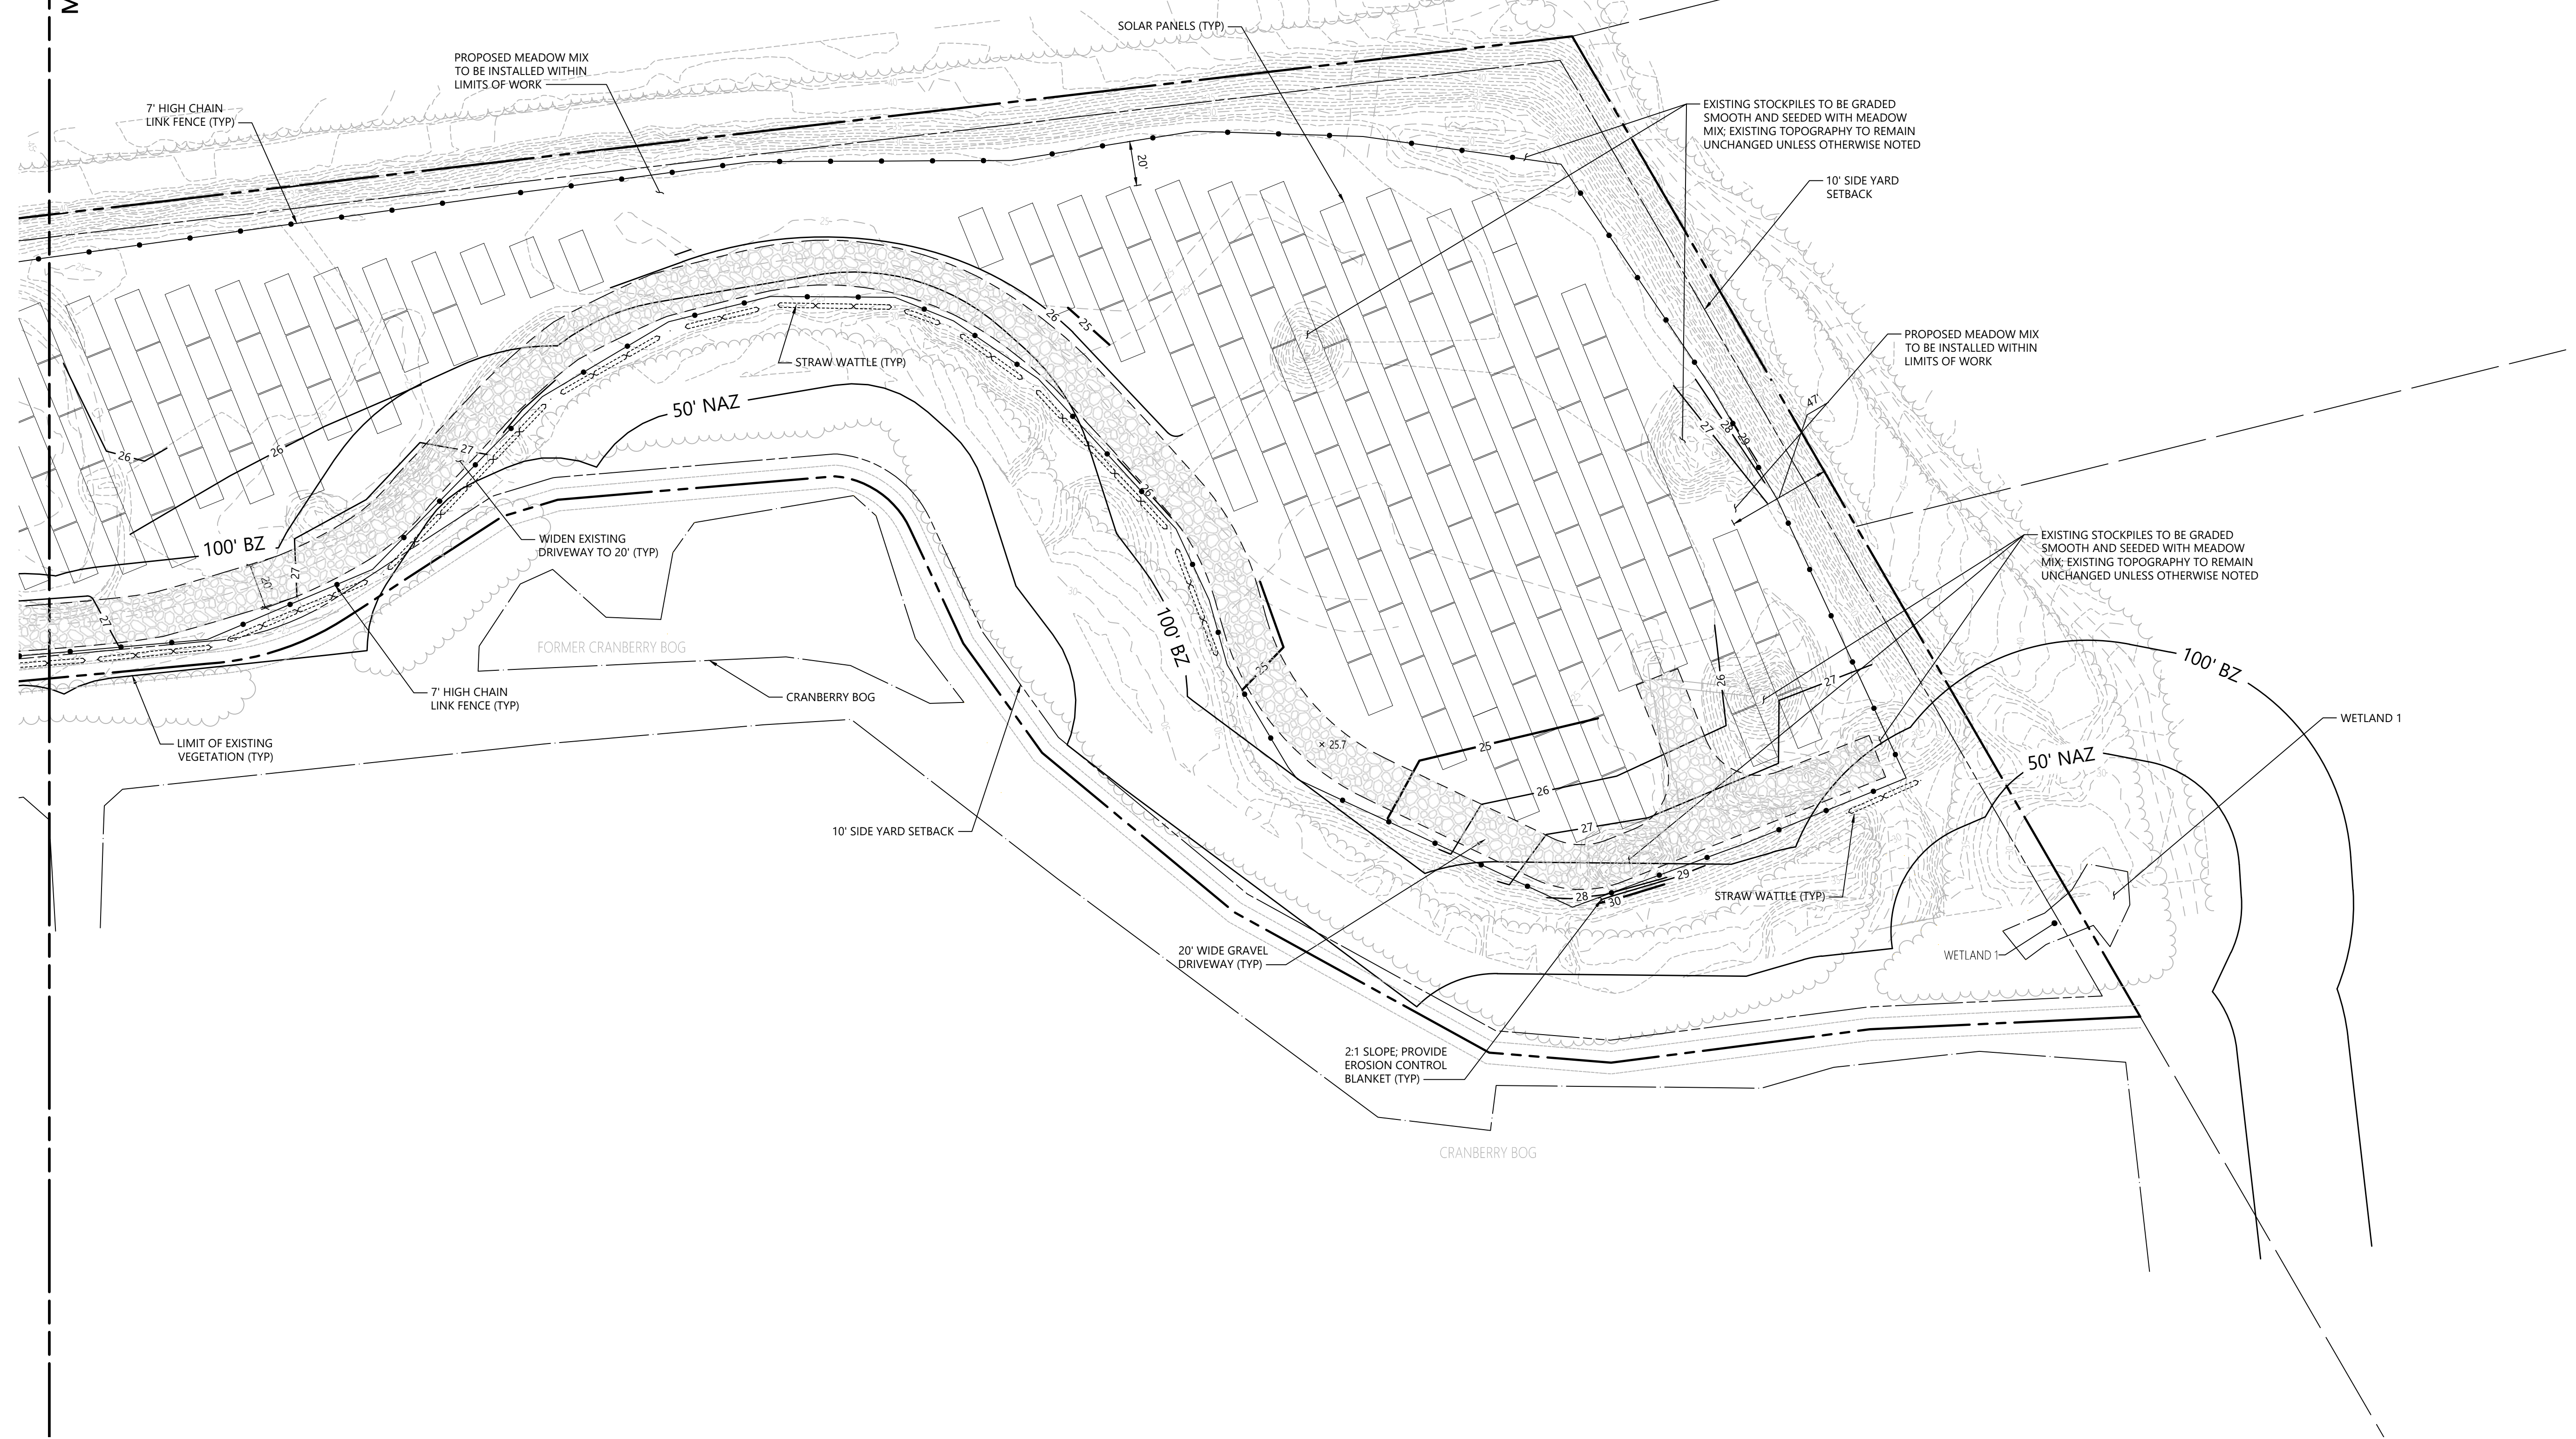 M
SOLAR PANELS (TYP)
PROPOSED MEADOW MIX
TO BE INSTALLED WITHIN
LIMITS OF WORK
7' HIGH CHAIN
LINK FENCE (TYP)
EXISTING STOCKPILES TO BE GRADED
SMOOTH AND SEEDED WITH MEADOW
MIX; EXISTING TOPOGRAPHY TO REMAIN
UNCHANGED UNLESS OTHERWISE NOTED
20'
10' SIDE YARD
SETBACK
25
26
25
STRAW WATTLE (TYP)
PROPOSED MEADOW MIX
TO BE INSTALLED WITHIN
LIMITS OF WORK
50' NAZ
47'
27
28
29
26
26
27
26
WIDEN EXISTING
DRIVEWAY TO 20' (TYP)
100' BZ
20'
27
27
EXISTING STOCKPILES TO BE GRADED
SMOOTH AND SEEDED WITH MEADOW
MIX; EXISTING TOPOGRAPHY TO REMAIN
UNCHANGED UNLESS OTHERWISE NOTED
30
100' BZ
FORMER CRANBERRY BOG
100' BZ
25
26
27
7' HIGH CHAIN
LINK FENCE (TYP)
CRANBERRY BOG
WETLAND 1
LIMIT OF EXISTING
VEGETATION (TYP)
25.7
25
50' NAZ
26
27
10' SIDE YARD SETBACK
28
29
30
STRAW WATTLE (TYP)
20' WIDE GRAVEL
DRIVEWAY (TYP)
WETLAND 1
2:1 SLOPE; PROVIDE
EROSION CONTROL
BLANKET (TYP)
CRANBERRY BOG